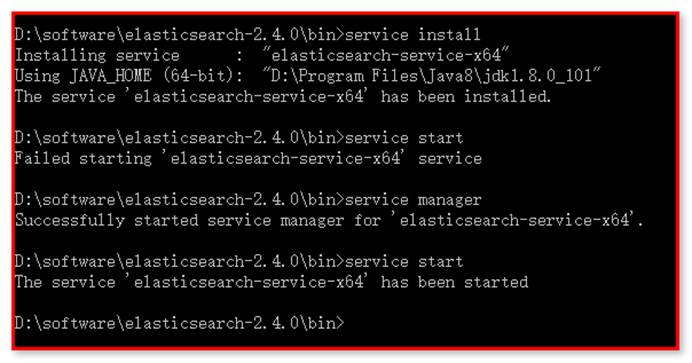 D:\software\elasticsearch-2.4.0\bin>service install
Installing service      :  "elasticsearch-service-x64"
Using JAVA_HOME (64-bit):  "D:\Program Files\Java8\jdk1.8.0_101"
The service 'elasticsearch-service-x64' has been installed.
D:\software\elasticsearch-2.4.0\bin>service start
Failed starting 'elasticsearch-service-x64' service
D:\software\elasticsearch-2.4.0\bin>service manager
Successfully started service manager for 'elasticsearch-service-x64'.
D:\software\elasticsearch-2.4.0\bin>service start
The service 'elasticsearch-service-x64' has been started
D:\software\elasticsearch-2.4.0\bin>